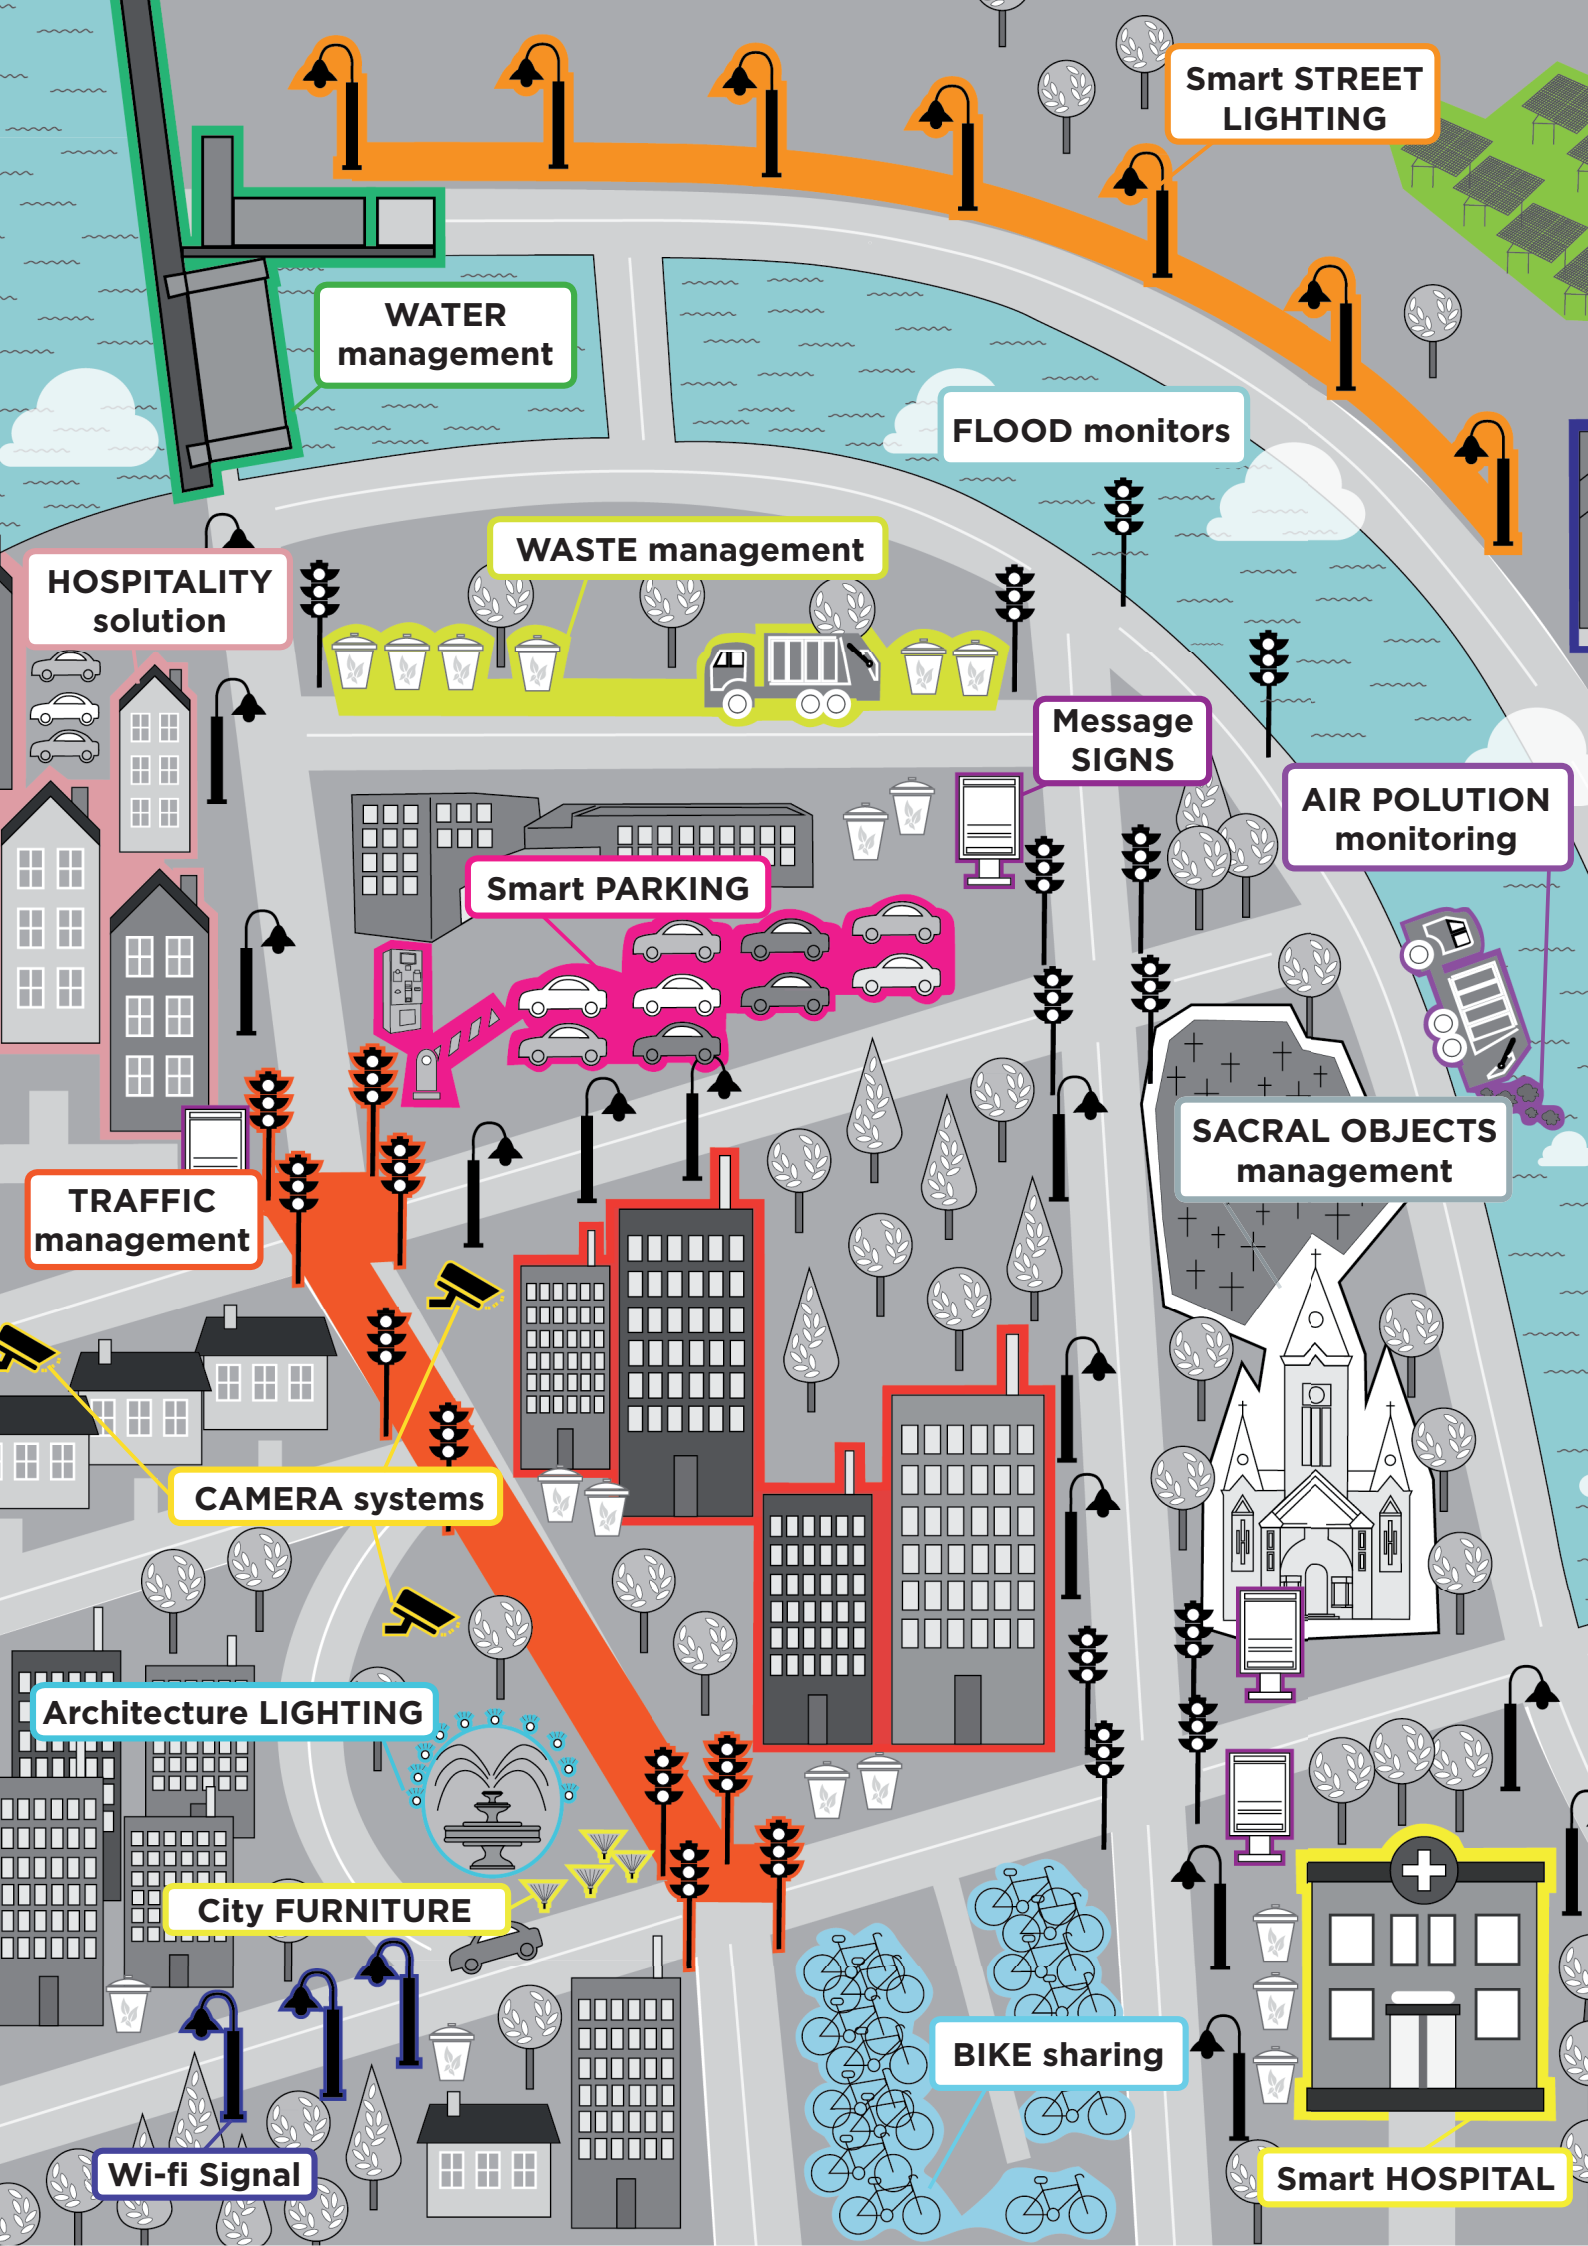 Smart STREET
LIGHTING
WATER
management
FLOOD monitors
WASTE management
HOSPITALITY
solution
Message
SIGNS
AIR POLUTION
monitoring
Smart PARKING
SACRAL OBJECTS
management
TRAFFIC
management
CAMERA systems
Architecture LIGHTING
City FURNITURE
BIKE sharing
Wi-fi Signal
Smart HOSPITAL